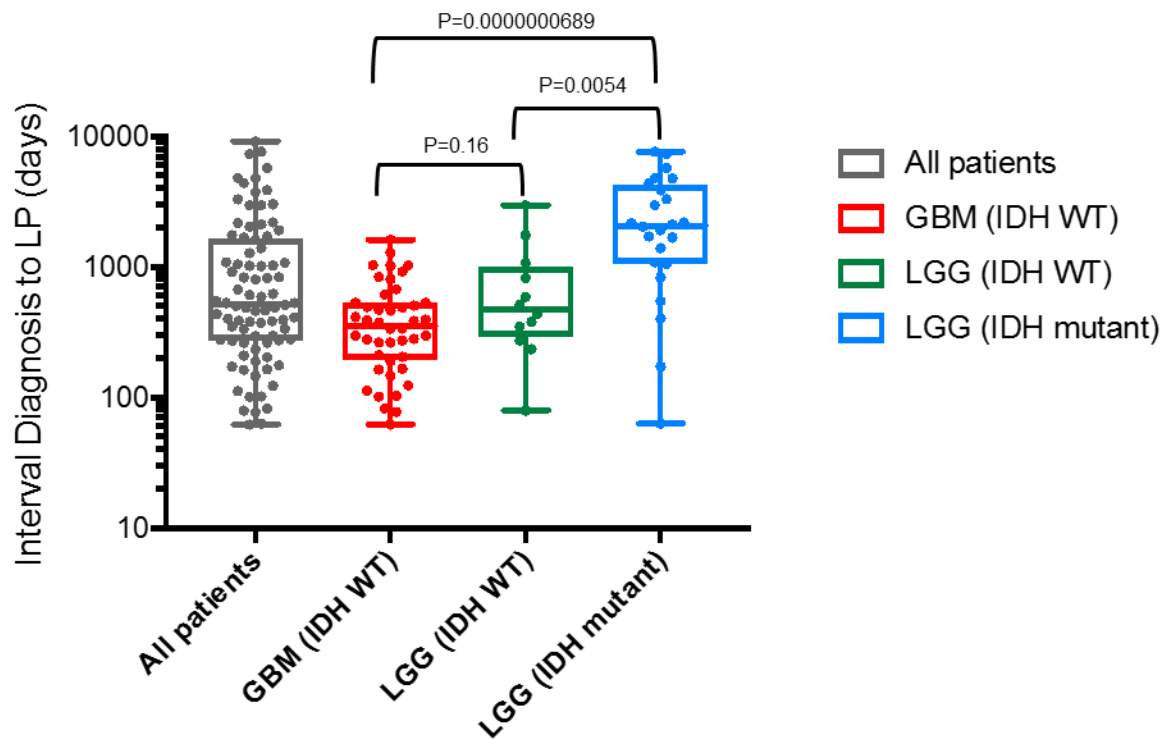 P=0.0000000689
P=0.0054
P=0.16
Interval Diagnosis to LP (days)
10000
1000
100
10
All patients
GBM (IDH WT)
LGG (IDH WT)
LGG (IDH mutant)
All patients
GBM (IDH WT)
LGG (IDH WT)
LGG (IDH mutant)